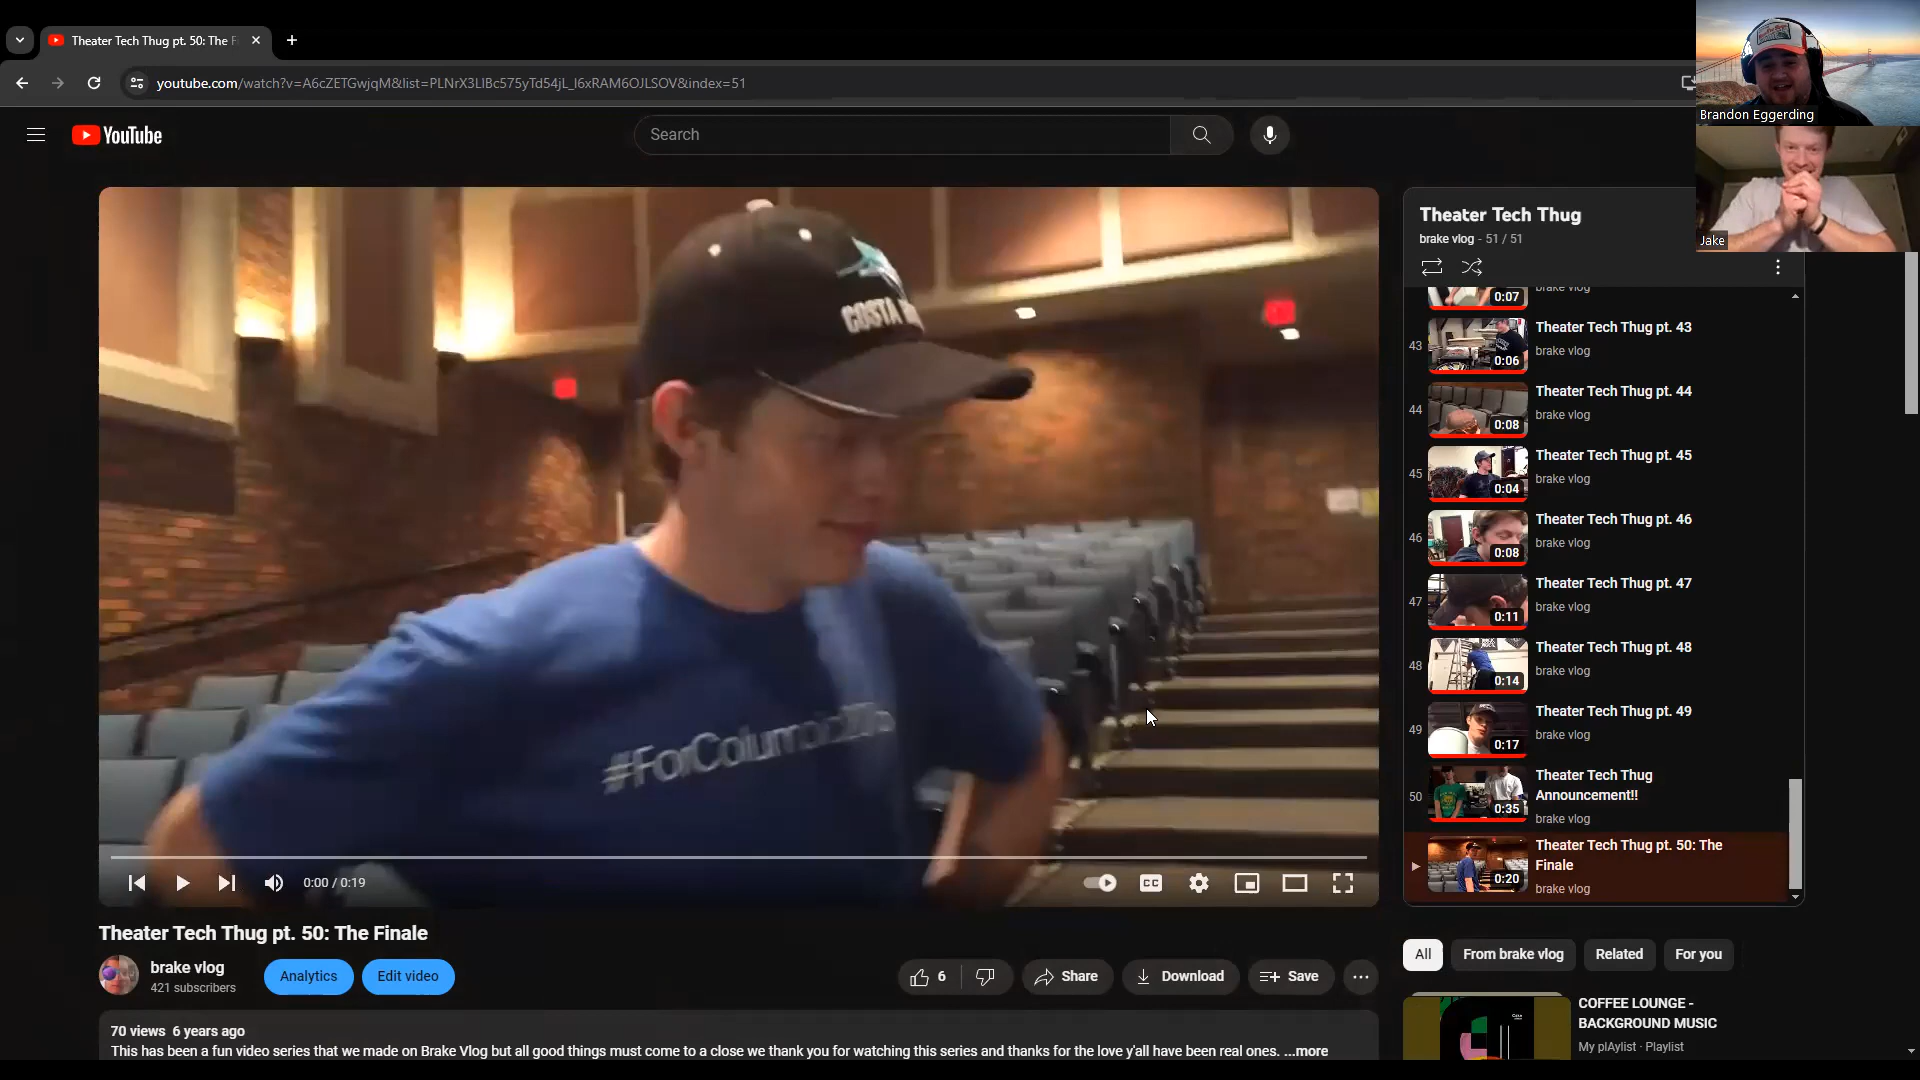 Theater Tech Thug pt. 50: The F
youtube.com/watch?v=A6cZETGwjqM&list=PLNrX3LlBc575yTd54jL_I6xRAM6OJLSOV&index=51
YouTube
Search
Brandon Eggerding
Jake
COSTA
#ForColum
Theater Tech Thug
brake vlog - 51 / 51
0:07
brake vlog
43
Theater Tech Thug pt. 43
brake vlog
0:06
44
Theater Tech Thug pt. 44
brake vlog
0:08
45
Theater Tech Thug pt. 45
brake vlog
0:04
46
Theater Tech Thug pt. 46
brake vlog
0:08
47
Theater Tech Thug pt. 47
brake vlog
0:11
48
Theater Tech Thug pt. 48
brake vlog
0:14
49
Theater Tech Thug pt. 49
brake vlog
0:17
50
Theater Tech Thug
Announcement!!
brake vlog
0:35
Theater Tech Thug pt. 50: The
Finale
brake vlog
0:20
0:00 / 0:19
CC
Theater Tech Thug pt. 50: The Finale
brake vlog
421 subscribers
Analytics
Edit video
6
Share
Download
Save
70 views 6 years ago
This has been a fun video series that we made on Brake Vlog but all good things must come to a close we thank you for watching this series and thanks for the love y'all have been real ones. ...more
All
From brake vlog
Related
For you
COFFEE LOUNGE -
BACKGROUND MUSIC
My plAylist · Playlist